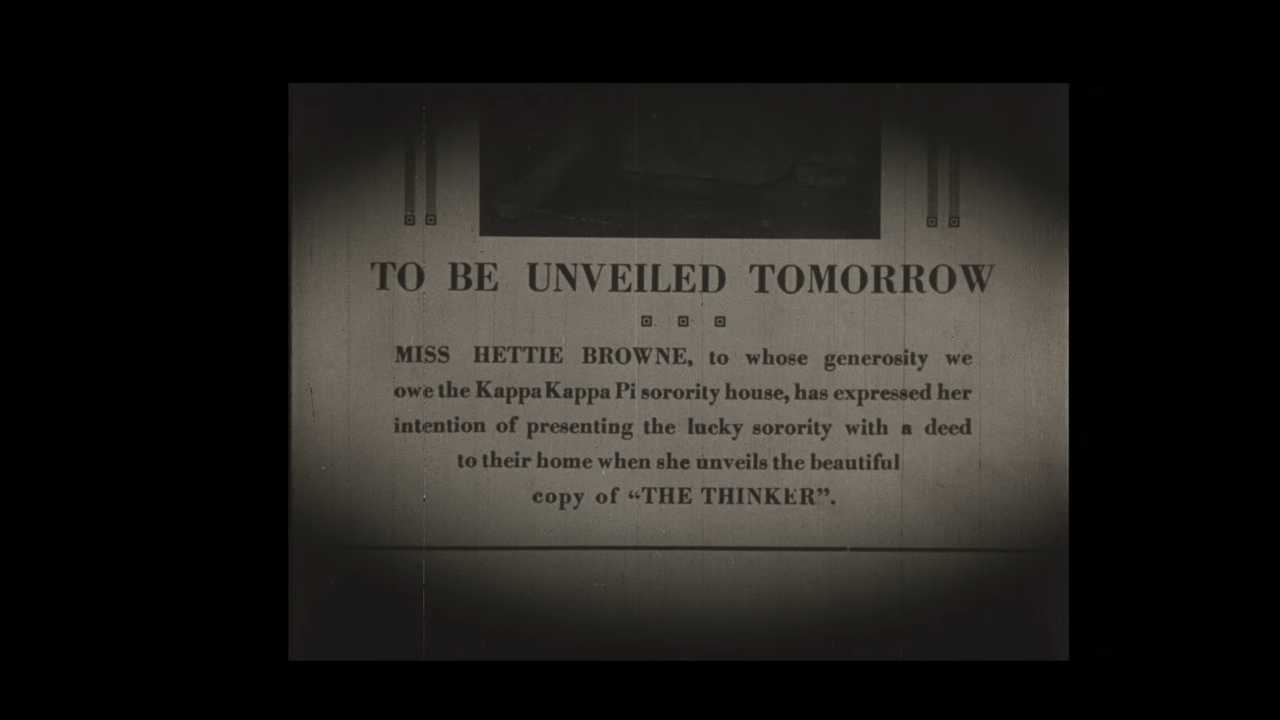 TO BE UNVEILED TOMORROW
MISS HETTIE BROWNE, to whose generosity we
owe the Kappa Kappa Pi sorority house, has expressed her
intention of presenting the lucky sorority with a deed
to their home when she unveils the beautiful
copy of “THE THINKER”.